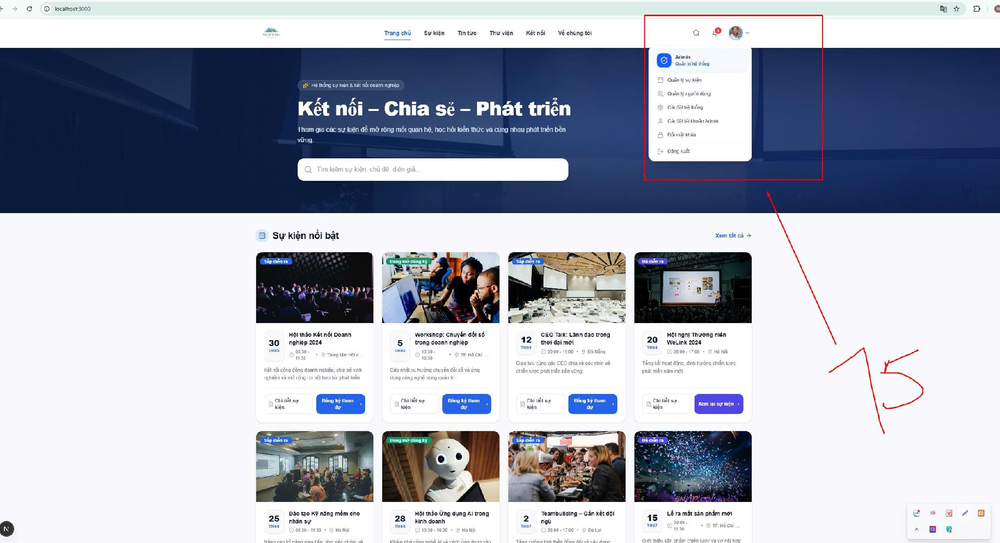 localhost:3000
N
NGHIENG
Trang chủ
Sự kiện
Tin tức
Thư viện
Kết nối
Về chúng tôi
3
Admin
Quản trị hệ thống
Quản lý sự kiện
Quản lý người dùng
Cài đặt hệ thống
Cài đặt tài khoản Admin
Đổi mật khẩu
Đăng xuất
Hệ thống sự kiện & kết nối doanh nghiệp
Kết nối – Chia sẻ – Phát triển
Tham gia các sự kiện để mở rộng mối quan hệ, học hỏi kiến thức và cùng nhau phát triển bền
vững.
Tìm kiếm sự kiện, chủ đề, diễn giả...
Sự kiện nổi bật
Xem tất cả
Sắp diễn ra
30
TH05
Hội thảo Kết nối Doanh
nghiệp 2024
08:30 -
11:30
• Trung tâm Hội n...
Kết nối cộng đồng doanh nghiệp, chia sẻ kinh
nghiệm và mở rộng cơ hội hợp tác phát triển.
Chi tiết sự
kiện
Đăng ký tham
dự ›
Đang mở đăng ký
5
TH06
Workshop: Chuyển đổi số
trong doanh nghiệp
13:30 -
16:30
• TP. Hồ Chí ...
Cập nhật xu hướng chuyển đổi số và ứng
dụng công nghệ trong quản trị.
Chi tiết sự
kiện
Đăng ký tham
dự ›
Sắp diễn ra
12
TH06
CEO Talk: Lãnh đạo trong
thời đại mới
09:00 - 11:00 • Đà Nẵng
Giao lưu cùng các CEO chia sẻ góc nhìn và
chiến lược phát triển bền vững.
Chi tiết sự
kiện
Đăng ký tham
dự ›
Đã diễn ra
20
TH04
Hội nghị Thường niên
WeLink 2024
08:00 - 17:00 • Hà Nội
Tổng kết hoạt động, định hướng chiến lược
phát triển năm mới.
Chi tiết sự
kiện
Xem lại sự kiện ›
15
Sắp diễn ra
25
TH06
Đào tạo Kỹ năng mềm cho
nhân sự
08:30 - 11:30 • Hà Nội
Nâng cao kỹ năng giao tiếp, làm việc nhóm và
Đang mở đăng ký
28
TH06
Hội thảo Ứng dụng AI trong
kinh doanh
13:30 - 16:30 • Hà Nội
Khám phá công nghệ AI và cách ứng dụng vào
Sắp diễn ra
2
TH07
Teambuilding – Gắn kết đội
ngũ
08:00 - 17:00 • Đà Lạt
Tăng cường tinh thần đồng đội và xây dựng
Đã diễn ra
15
TH07
Lễ ra mắt sản phẩm mới
09:00 -
11:30
• TP. Hồ Chí ...
Giới thiệu sản phẩm chiến lược và cơ hội hợp
N